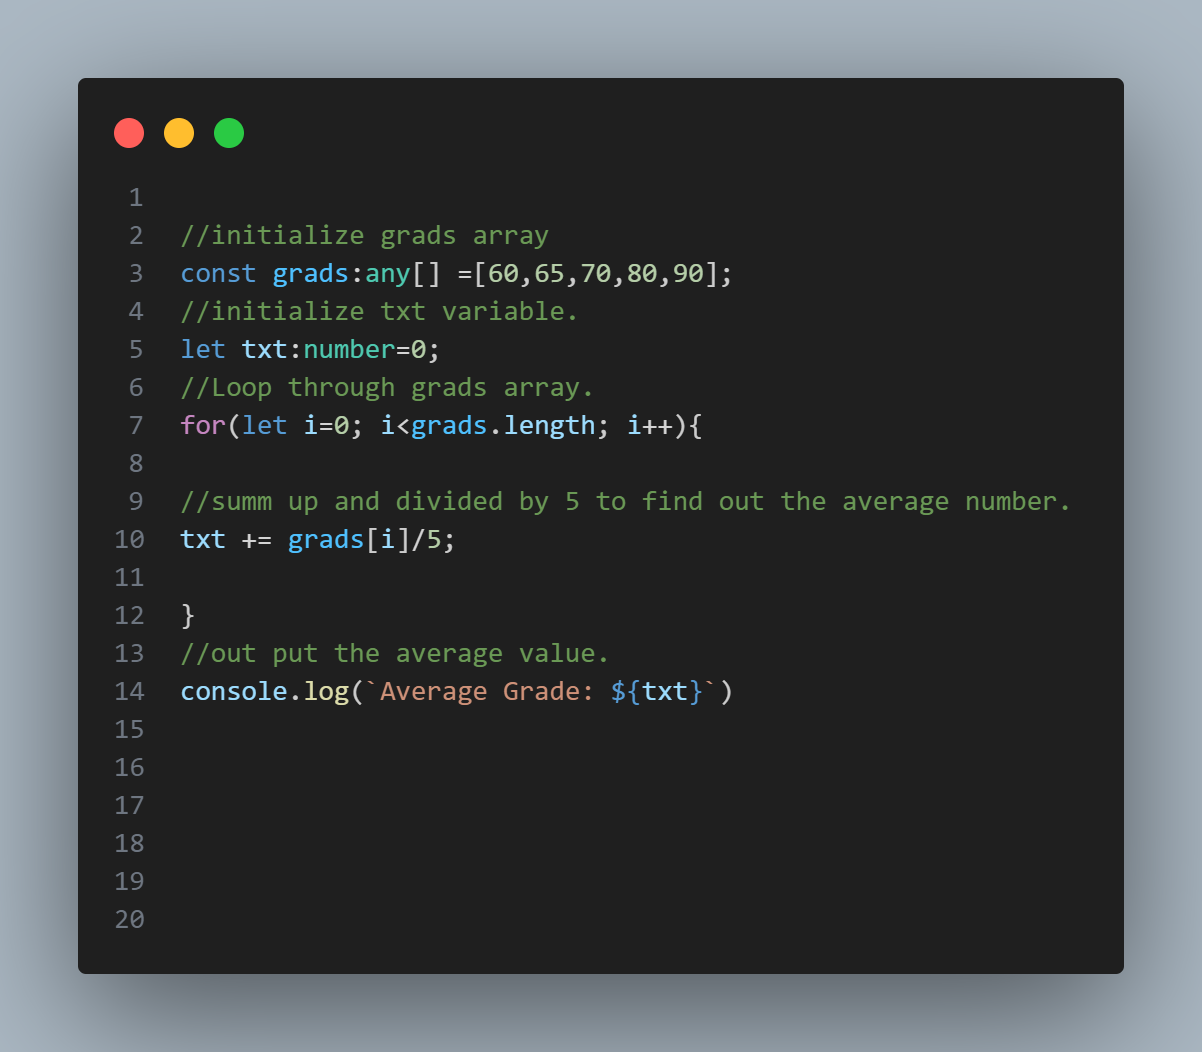 1
2 //initialize grads array
3 const grads:any[] =[60,65,70,80,90];
4 //initialize txt variable.
5 let txt:number=0;
6 //Loop through grads array.
7 for(let i=0; i<grads.length; i++){
8
9 //summ up and divided by 5 to find out the average number.
10 txt += grads[i]/5;
11
12 }
13 //out put the average value.
14 console.log(`Average Grade: ${txt}`)
15
16
17
18
19
20